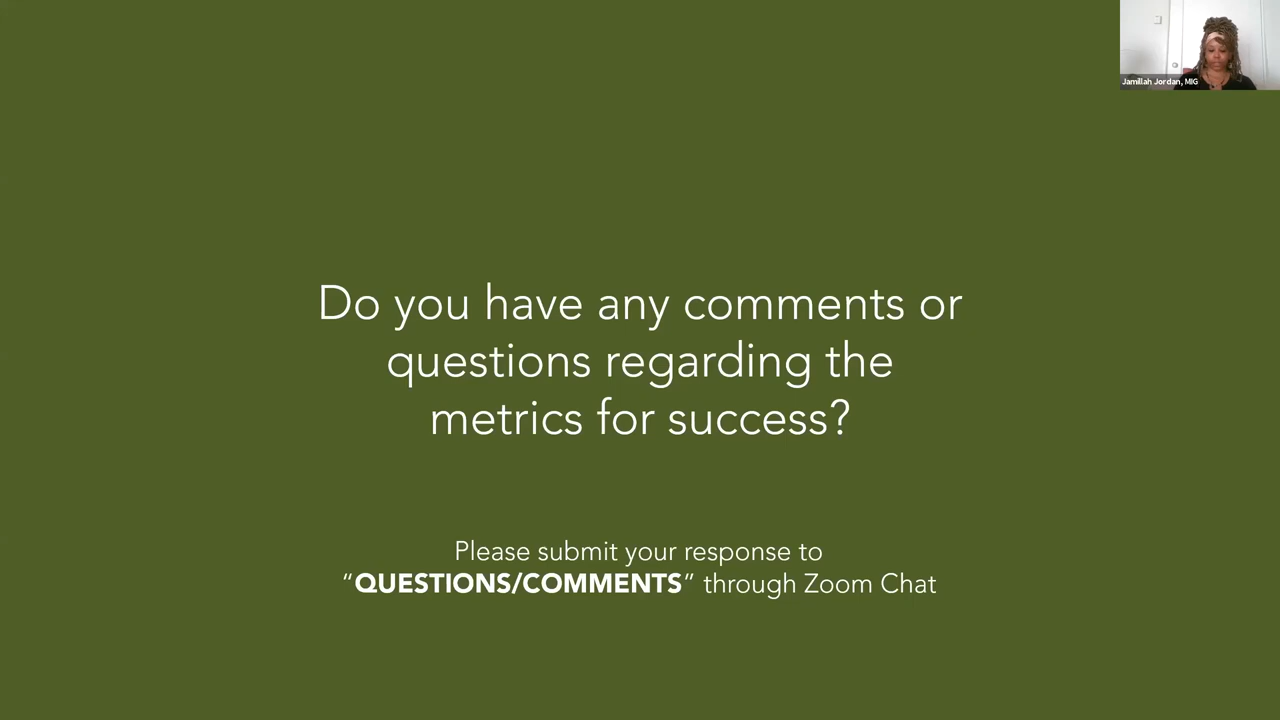 Jamillah Jordan, MIG
Do you have any comments or
questions regarding the
metrics for success?
Please submit your response to
“QUESTIONS/COMMENTS” through Zoom Chat